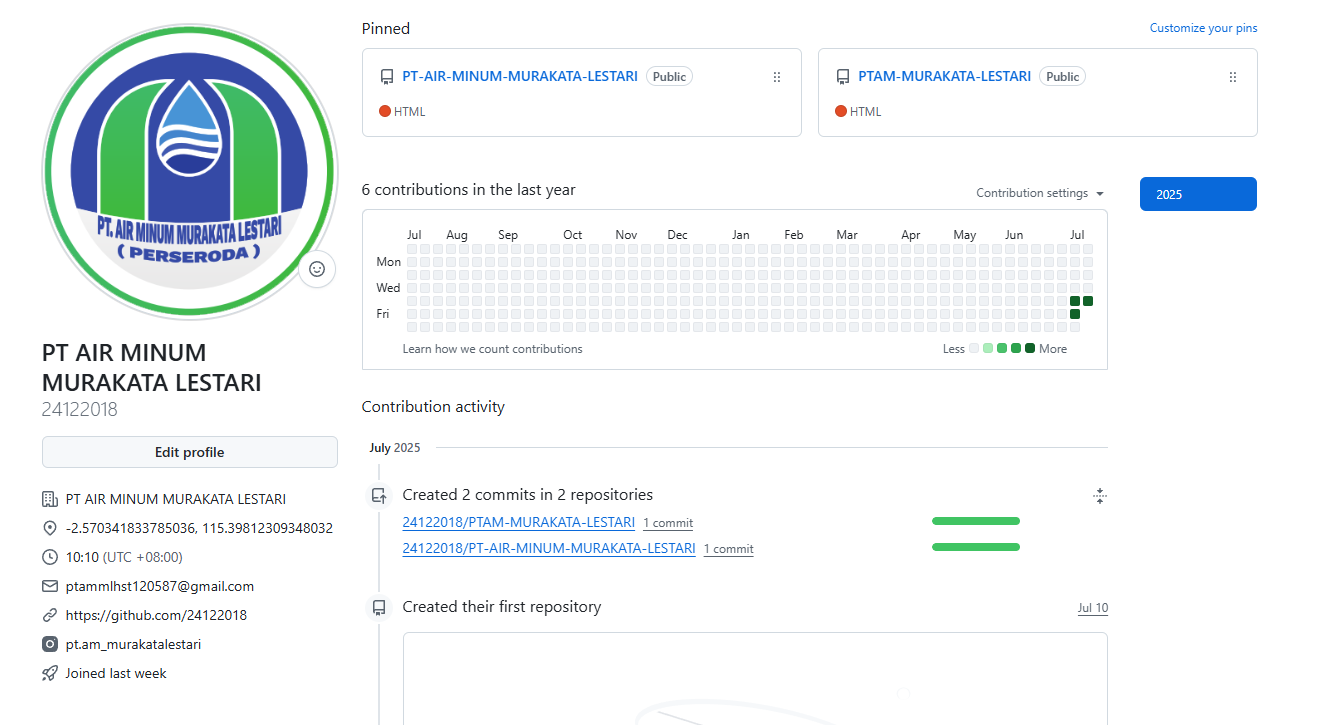 PT. AIR MINUM MURAKATA LESTARI
( PERSERODA )
PT AIR MINUM
MURAKATA LESTARI
24122018
Edit profile
PT AIR MINUM MURAKATA LESTARI
-2.570341833785036, 115.39812309348032
10:10 (UTC +08:00)
ptammlhst120587@gmail.com
https://github.com/24122018
pt.am_murakatalestari
Joined last week
Pinned
Customize your pins
PT-AIR-MINUM-MURAKATA-LESTARI Public
HTML
PTAM-MURAKATA-LESTARI Public
HTML
6 contributions in the last year
Contribution settings
2025
Jul Aug Sep Oct Nov Dec Jan Feb Mar Apr May Jun Jul
Mon
Wed
Fri
Learn how we count contributions
Less More
Contribution activity
July 2025
Created 2 commits in 2 repositories
24122018/PTAM-MURAKATA-LESTARI 1 commit
24122018/PT-AIR-MINUM-MURAKATA-LESTARI 1 commit
Created their first repository
Jul 10